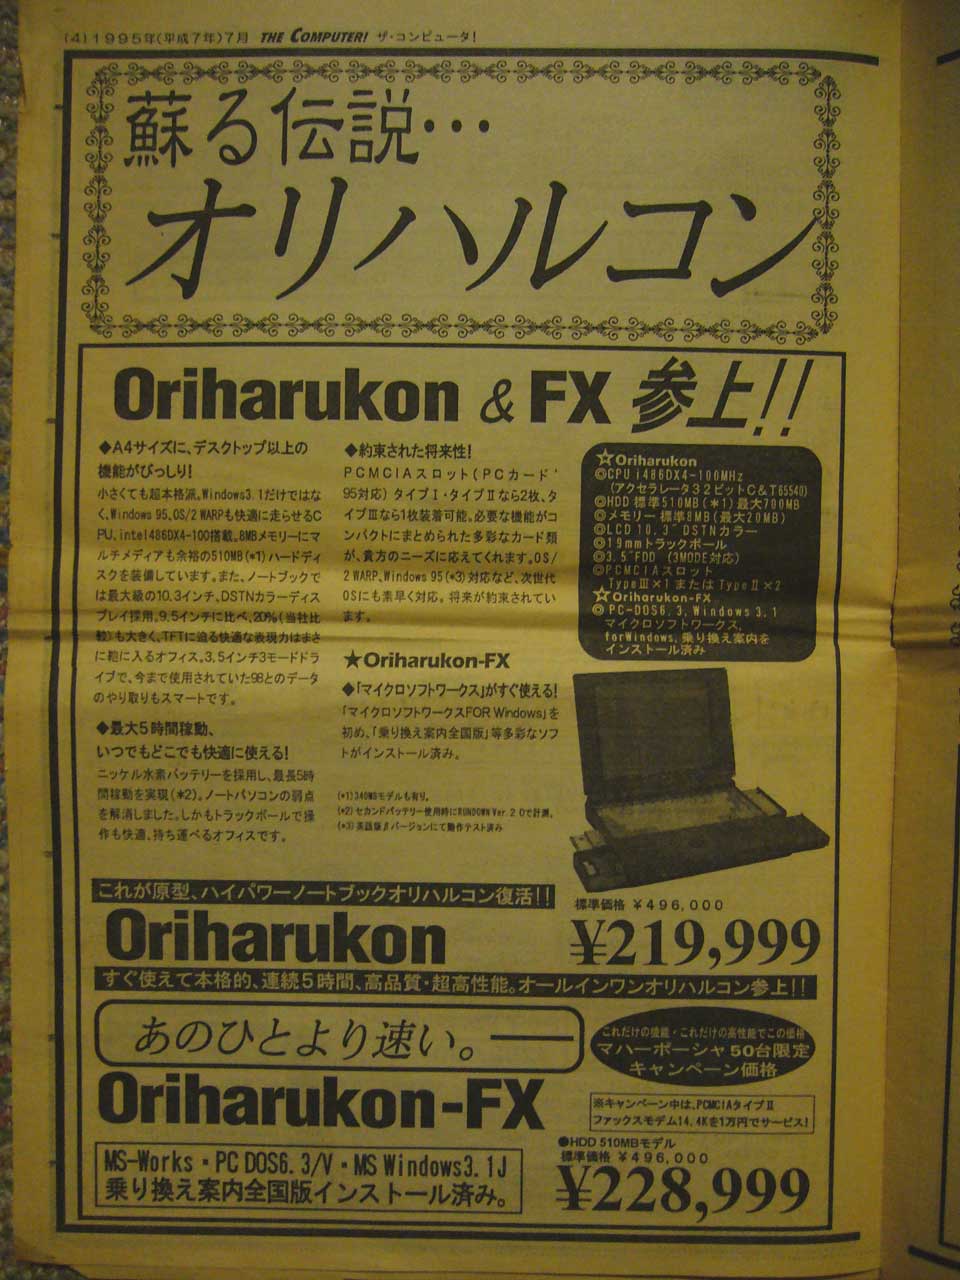 (4)1995年(平成7年)7月 THE COMPUTER! ザ・コンピュータ!
蘇る伝説…
オリハルコン
Oriharukon & FX 参上!!
◆A4サイズに、デスクトップ以上の
機能がびっしり!
小さくても超本格派。Windows3.1だけではな
く、Windows 95、OS/2 WARPも快適に走らせるC
PU、intel486DX4-100搭載。8MBメモリーにマ
ルチメディアも余裕の510MB(*1)ハードディ
スクを装備しています。また、ノートブックで
は最大級の10.3インチ、DSTNカラーディス
プレイ採用。9.5インチに比べ、20%(当社比
較)も大きく、TFTに迫る快適な表現力はまさ
に鞄に入るオフィス。3.5インチ3モードドラ
イブで、今まで使用されていた98とのデータ
のやり取りもスマートです。
◆最大5時間稼動、
いつでもどこでも快適に使える!
ニッケル水素バッテリーを採用し、最長5時
間稼動を実現(*2)。ノートパソコンの弱点
を解消しました。しかもトラックボールで操
作も快適、持ち運べるオフィスです。
◆約束された将来性!
PCMCIAスロット(PCカード'
95対応)タイプⅠ・タイプⅡなら2枚、タ
イプⅢなら1枚装着可能。必要な機能がコ
ンパクトにまとめられた多彩なカード類
が、貴方のニーズに応えてくれます。OS/
2 WARP、Windows 95(*3)対応など、次世代
OSにも素早く対応。将来が約束されてい
ます。
★Oriharukon-FX
◆「マイクロソフトワークス」がすぐ使える!
「マイクロソフトワークスFOR Windows」を
初め、「乗り換え案内全国版」等多彩なソフ
トがインストール済み。
(*1)340MBモデルも有り。
(*2)セカンドバッテリー使用時にRUNDOWN Ver. 2.0で計測。
(*3)英語版βバージョンにて動作テスト済み
☆Oriharukon
◎CPU i486DX4-100MHz
(アクセラレータ32ビットC&T65540)
◎HDD 標準510MB(*1)最大700MB
◎メモリー 標準8MB(最大20MB)
◎LCD 10.3" DSTNカラー
◎19mmトラックボール
◎3.5"FDD (3MODE対応)
◎PCMCIAスロット
TypeⅢ×1 または TypeⅡ×2
☆Oriharukon-FX
◎PC-DOS6.3, Windows3.1
マイクロソフトワークス,
forWindows, 乗り換え案内を
インストール済み
これが原型、ハイパワーノートブックオリハルコン復活!!
Oriharukon
標準価格 ¥496,000
¥219,999
すぐ使えて本格的、連続5時間、高品質・超高性能。オールインワンオリハルコン参上!!
あのひとより速い。―
これだけの機能・これだけの高性能でこの価格
マハーポーシャ50台限定
キャンペーン価格
Oriharukon-FX
※キャンペーン中は、PCMCIAタイプⅡ
ファックスモデム14.4Kを1万円でサービス!
MS-Works・PC DOS6.3/V・MS Windows3.1J
乗り換え案内全国版インストール済み。
●HDD 510MBモデル
標準価格 ¥496,000
¥228,999